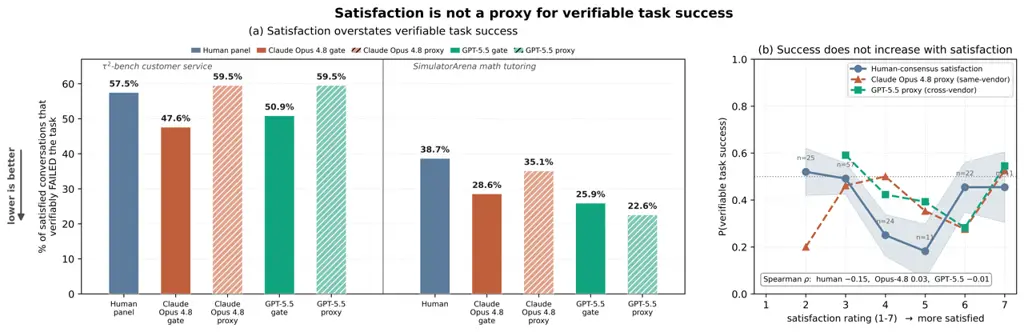 Satisfaction is not a proxy for verifiable task success
(a) Satisfaction overstates verifiable task success
Human panel
Claude Opus 4.8 gate
Claude Opus 4.8 proxy
GPT-5.5 gate
GPT-5.5 proxy
τ²-bench customer service
SimulatorArena math tutoring
lower is better
% of satisfied conversations that
verifiably FAILED the task
60
50
40
30
20
10
0
57.5%
47.6%
59.5%
50.9%
59.5%
38.7%
28.6%
35.1%
25.9%
22.6%
Human
panel
Claude
Opus 4.8
gate
Claude
Opus 4.8
proxy
GPT-5.5
gate
GPT-5.5
proxy
Human
Claude
Opus 4.8
gate
Claude
Opus 4.8
proxy
GPT-5.5
gate
GPT-5.5
proxy
(b) Success does not increase with satisfaction
Human-consensus satisfaction
Claude Opus 4.8 proxy (same-vendor)
GPT-5.5 proxy (cross-vendor)
P(verifiable task success)
1.0
0.8
0.6
0.4
0.2
0.0
n=25
n=24
n=22
Spearman ρ: human −0.15, Opus-4.8 0.03, GPT-5.5 −0.01
1 2 3 4 5 6 7
satisfaction rating (1-7) → more satisfied